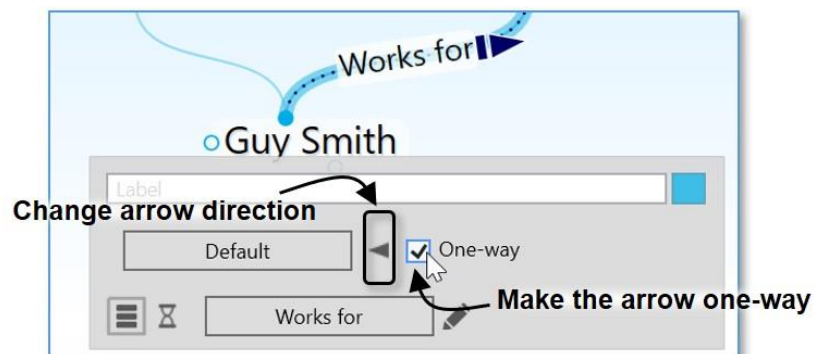 Works for
Guy Smith
Label
Change arrow direction
Default
One-way
Make the arrow one-way
Works for